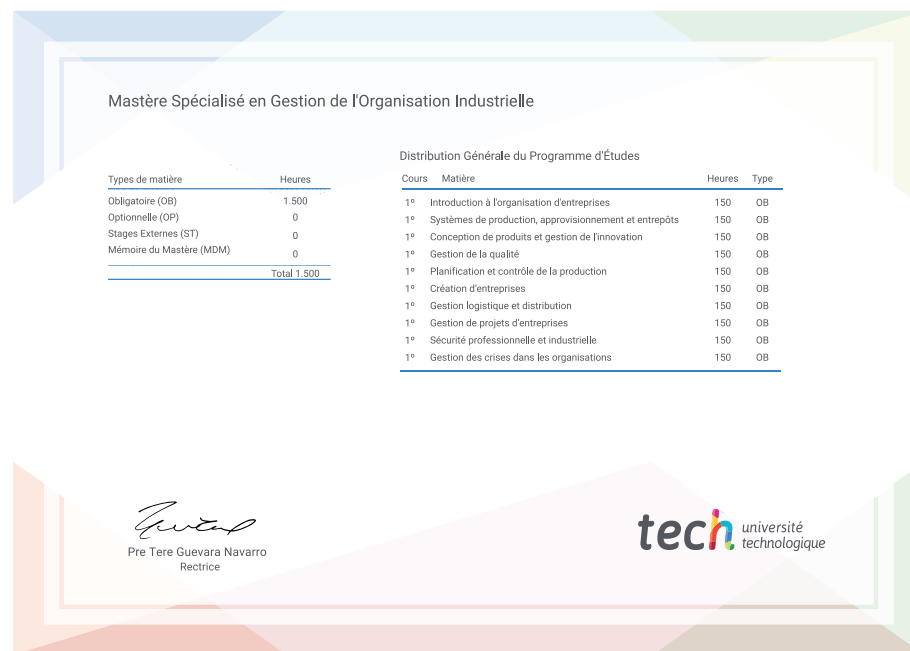 Mastère Spécialisé en Gestion de l'Organisation Industrielle
Types de matière Heures
Obligatoire (OB) 1.500
Optionnelle (OP) 0
Stages Externes (ST) 0
Mémoire du Mastère (MDM) 0
Total 1.500
Distribution Générale du Programme d'Études
Cours Matière Heures Type
1º Introduction à l'organisation d'entreprises 150 OB
1º Systèmes de production, approvisionnement et entrepôts 150 OB
1º Conception de produits et gestion de l'innovation 150 OB
1º Gestion de la qualité 150 OB
1º Planification et contrôle de la production 150 OB
1º Création d'entreprises 150 OB
1º Gestion logistique et distribution 150 OB
1º Gestion de projets d'entreprises 150 OB
1º Sécurité professionnelle et industrielle 150 OB
1º Gestion des crises dans les organisations 150 OB
Pre Tere Guevara Navarro
Rectrice
tech université
technologique